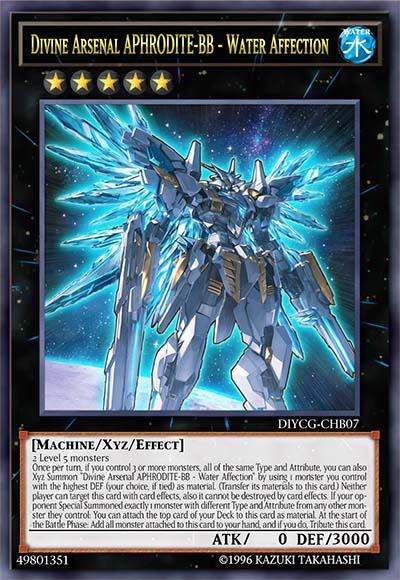 Divine Arsenal APHRODITE-BB - Water Affection
WATER
水
DIYCG-CHB07
[Machine/Xyz/Effect]
2 Level 5 monsters
Once per turn, if you control 3 or more monsters, all of the same Type and Attribute, you can also
Xyz Summon "Divine Arsenal APHRODITE-BB - Water Affection" by using 1 monster you control
with the highest DEF (your choice, if tied) as material. (Transfer its materials to this card.) Neither
player can target this card with card effects, also it cannot be destroyed by card effects. If your op-
ponent Special Summoned exactly 1 monster with different Type and Attribute from any other mon-
ster they control: You can attach the top card of your Deck to this card as material. At the start of
the Battle Phase: Add all monster attached to this card to your hand, and if you do, Tribute this card.
ATK/ 0 DEF/3000
49801351
©1996 KAZUKI TAKAHASHI